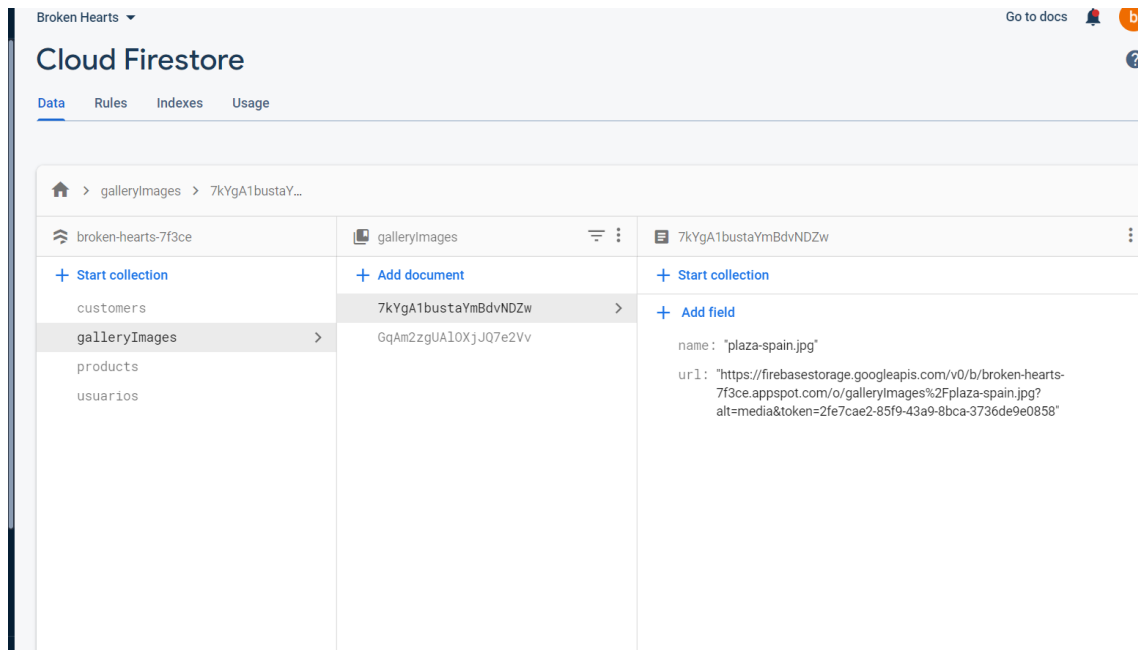 Broken Hearts
Go to docs
b
Cloud Firestore
?
Data Rules Indexes Usage
galleryImages > 7kYgA1bustaY...
broken-hearts-7f3ce
galleryImages
7kYgA1bustaYmBdvNDZw
+ Start collection
+ Add document
+ Start collection
customers
7kYgA1bustaYmBdvNDZw
+ Add field
galleryImages
GqAm2zgUAlOXjJQ7e2Vv
name: "plaza-spain.jpg"
products
url: "https://firebasestorage.googleapis.com/v0/b/broken-hearts-
7f3ce.appspot.com/o/galleryImages%2Fplaza-spain.jpg?
alt=media&token=2fe7cae2-85f9-43a9-8bca-3736de9e0858"
usuarios